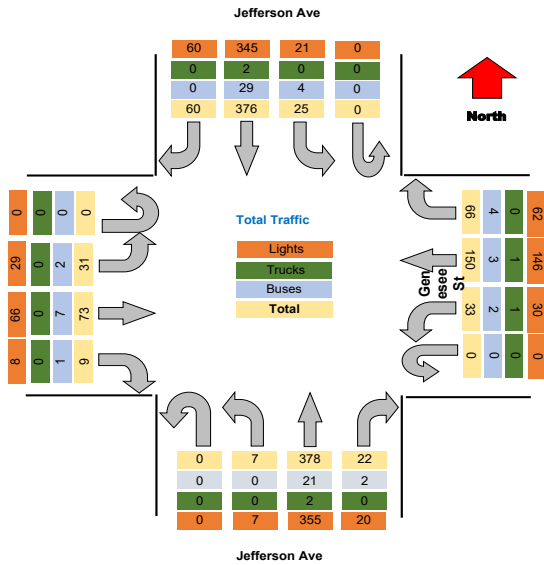 Jefferson Ave
60 345 21 0
0 2 0 0
0 29 4 0
60 376 25 0
North
0 0 0 0
29 0 2 31
66 0 7 73
8 0 1 9
Total Traffic
Lights
Trucks
Buses
Total
66 4 0 62
150 3 1 146
33 2 1 30
0 0 0 0
Gen
esee
St
0 7 378 22
0 0 21 2
0 0 2 0
0 7 355 20
Jefferson Ave